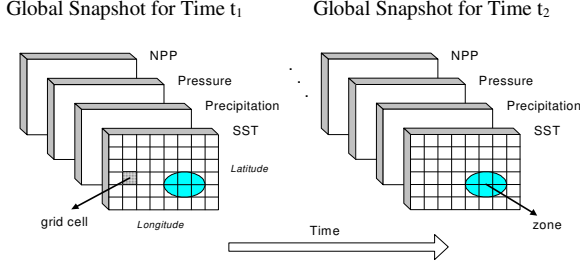 Global Snapshot for Time t₁
Global Snapshot for Time t₂
NPP
Pressure
Precipitation
SST
Latitude
grid cell
Longitude
NPP
Pressure
Precipitation
SST
zone
Time